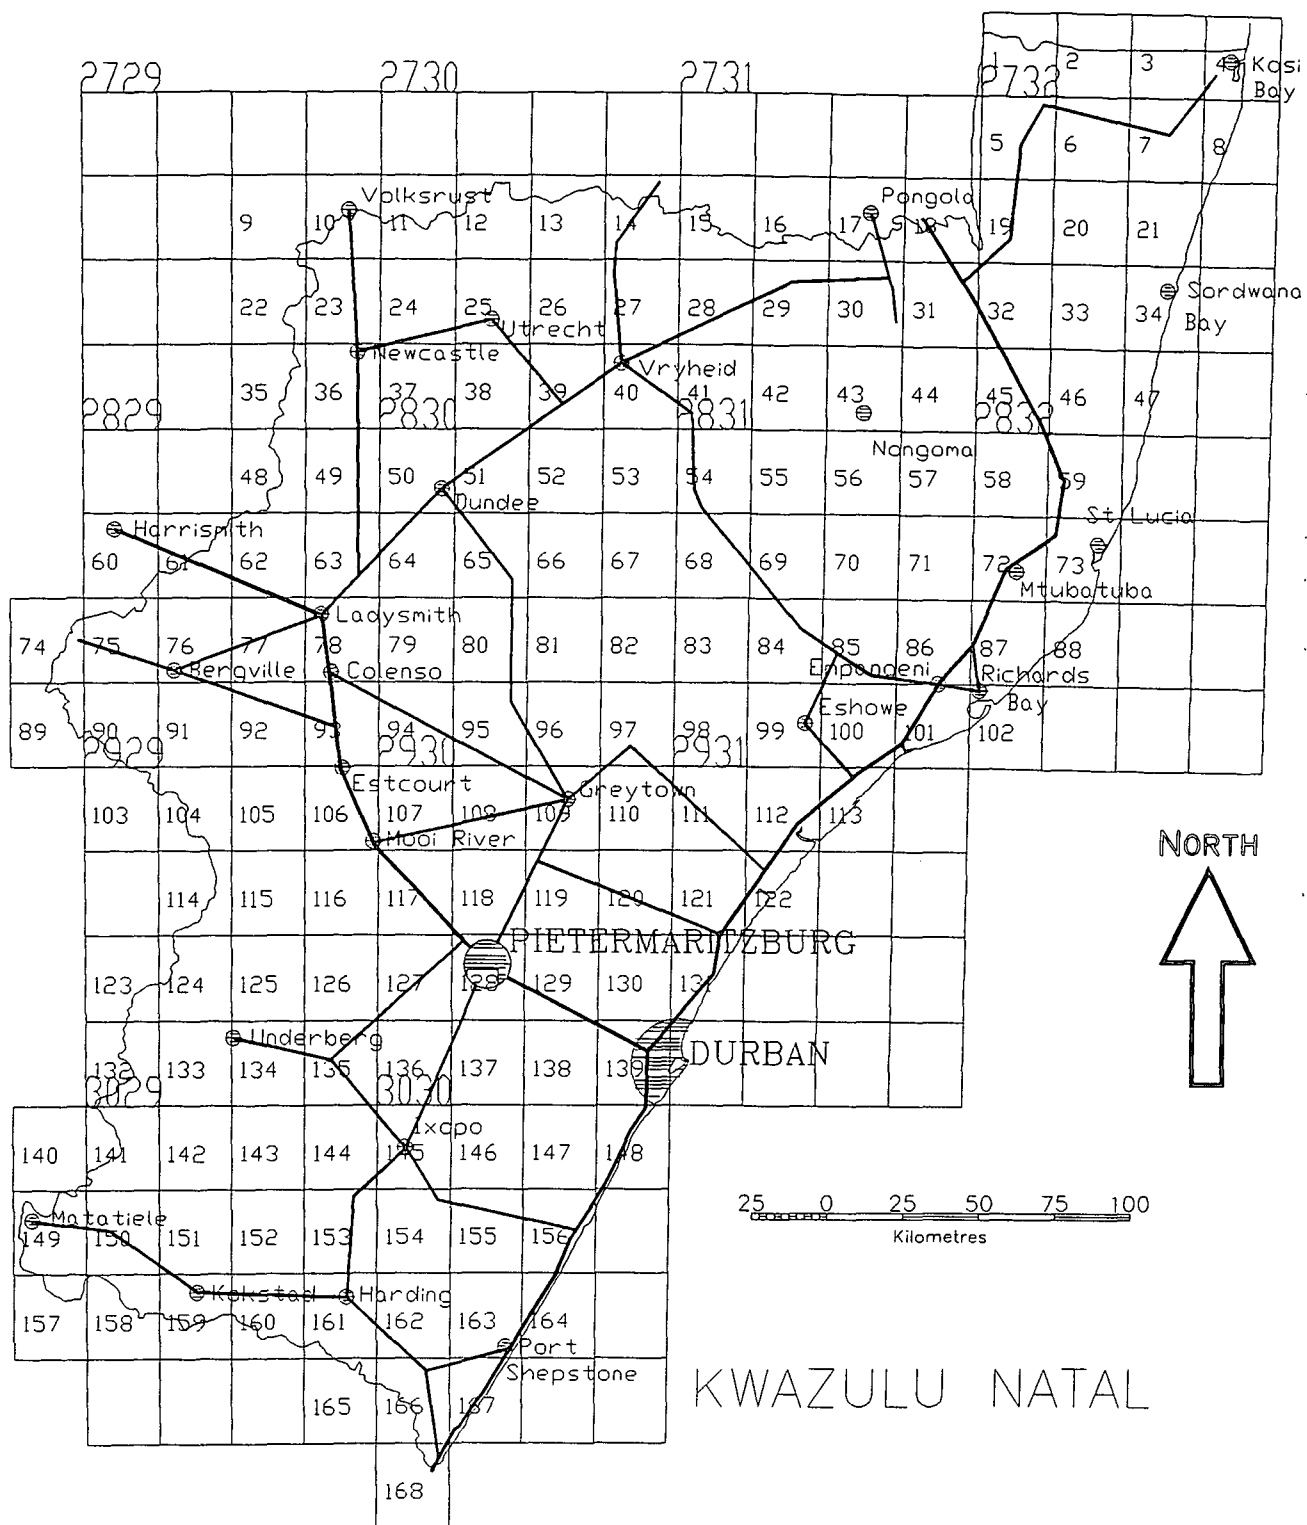 1 2 3 4 Kosi
2729 2730 2731 2732 Bay
5 6 7 8
Volksrust Pongola
9 10 11 12 13 14 15 16 17 18 19 20 21
22 23 24 25 26 27 28 29 30 31 32 33 34 Sordwana
Utrecht Bay
Newcastle Vryheid
35 36 37 38 39 40 41 42 43 44 45 46 47
2829 2830 2831 2832
Nongoma
48 49 50 51 52 53 54 55 56 57 58 59
Dundee
Harrismith St Lucia
60 61 62 63 64 65 66 67 68 69 70 71 72 73
Mtubatuba
Ladysmith
74 75 76 77 78 79 80 81 82 83 84 85 86 87 88
Bergville Colenso Empangeni Richards
Eshowe Bay
89 90 91 92 93 94 95 96 97 98 99 100 101 102
2929 2930 2931
Estcourt Greytown
103 104 105 106 107 108 109 110 111 112 113
Mooi River
NORTH
114 115 116 117 118 119 120 121 122
PIETERMARITZBURG
123 124 125 126 127 128 129 130 131
Underberg DURBAN
132 133 134 135 136 137 138 139
3029 3030
Ixopo
140 141 142 143 144 145 146 147 148
25 0 25 50 75 100
Kilometres
Matatiele
149 150 151 152 153 154 155 156
Kokstad Harding
157 158 159 160 161 162 163 164
Port
Shepstone
KWAZULU NATAL
165 166 167
168